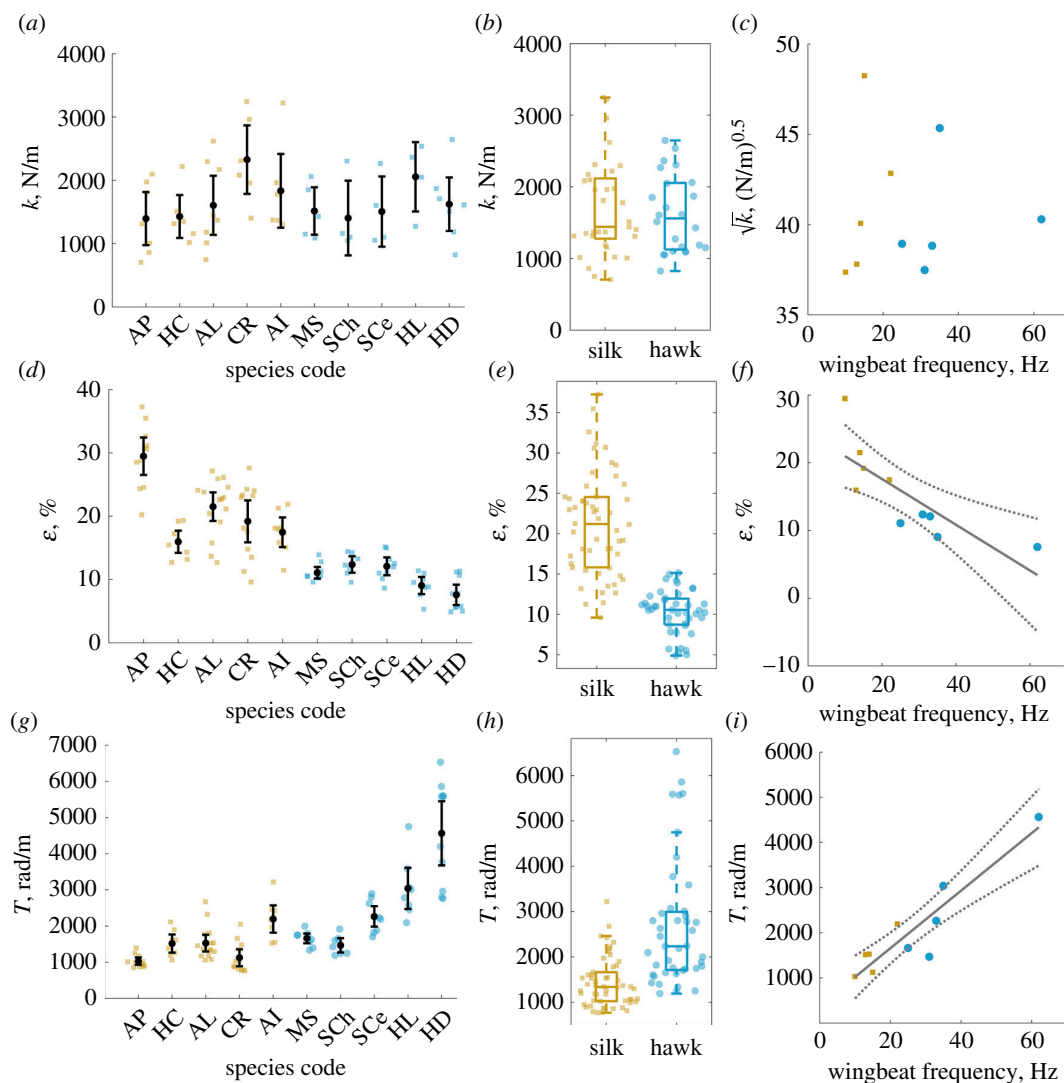 (a)
4000
3000
2000
1000
0
k, N/m
AP HC AL CR AI MS SCh SCe HL HD
species code
(b)
4000
3000
2000
1000
0
k, N/m
silk hawk
(c)
50
45
40
35
√k, (N/m)^0.5
0 20 40 60
wingbeat frequency, Hz
(d)
40
30
20
10
0
ε, %
AP HC AL CR AI MS SCh SCe HL HD
species code
(e)
35
30
25
20
15
10
5
ε, %
silk hawk
(f)
30
20
10
0
−10
ε, %
0 20 40 60
wingbeat frequency, Hz
(g)
7000
6000
5000
4000
3000
2000
1000
0
T, rad/m
AP HC AL CR AI MS SCh SCe HL HD
species code
(h)
6000
5000
4000
3000
2000
1000
T, rad/m
silk hawk
(i)
6000
5000
4000
3000
2000
1000
T, rad/m
0 20 40 60
wingbeat frequency, Hz